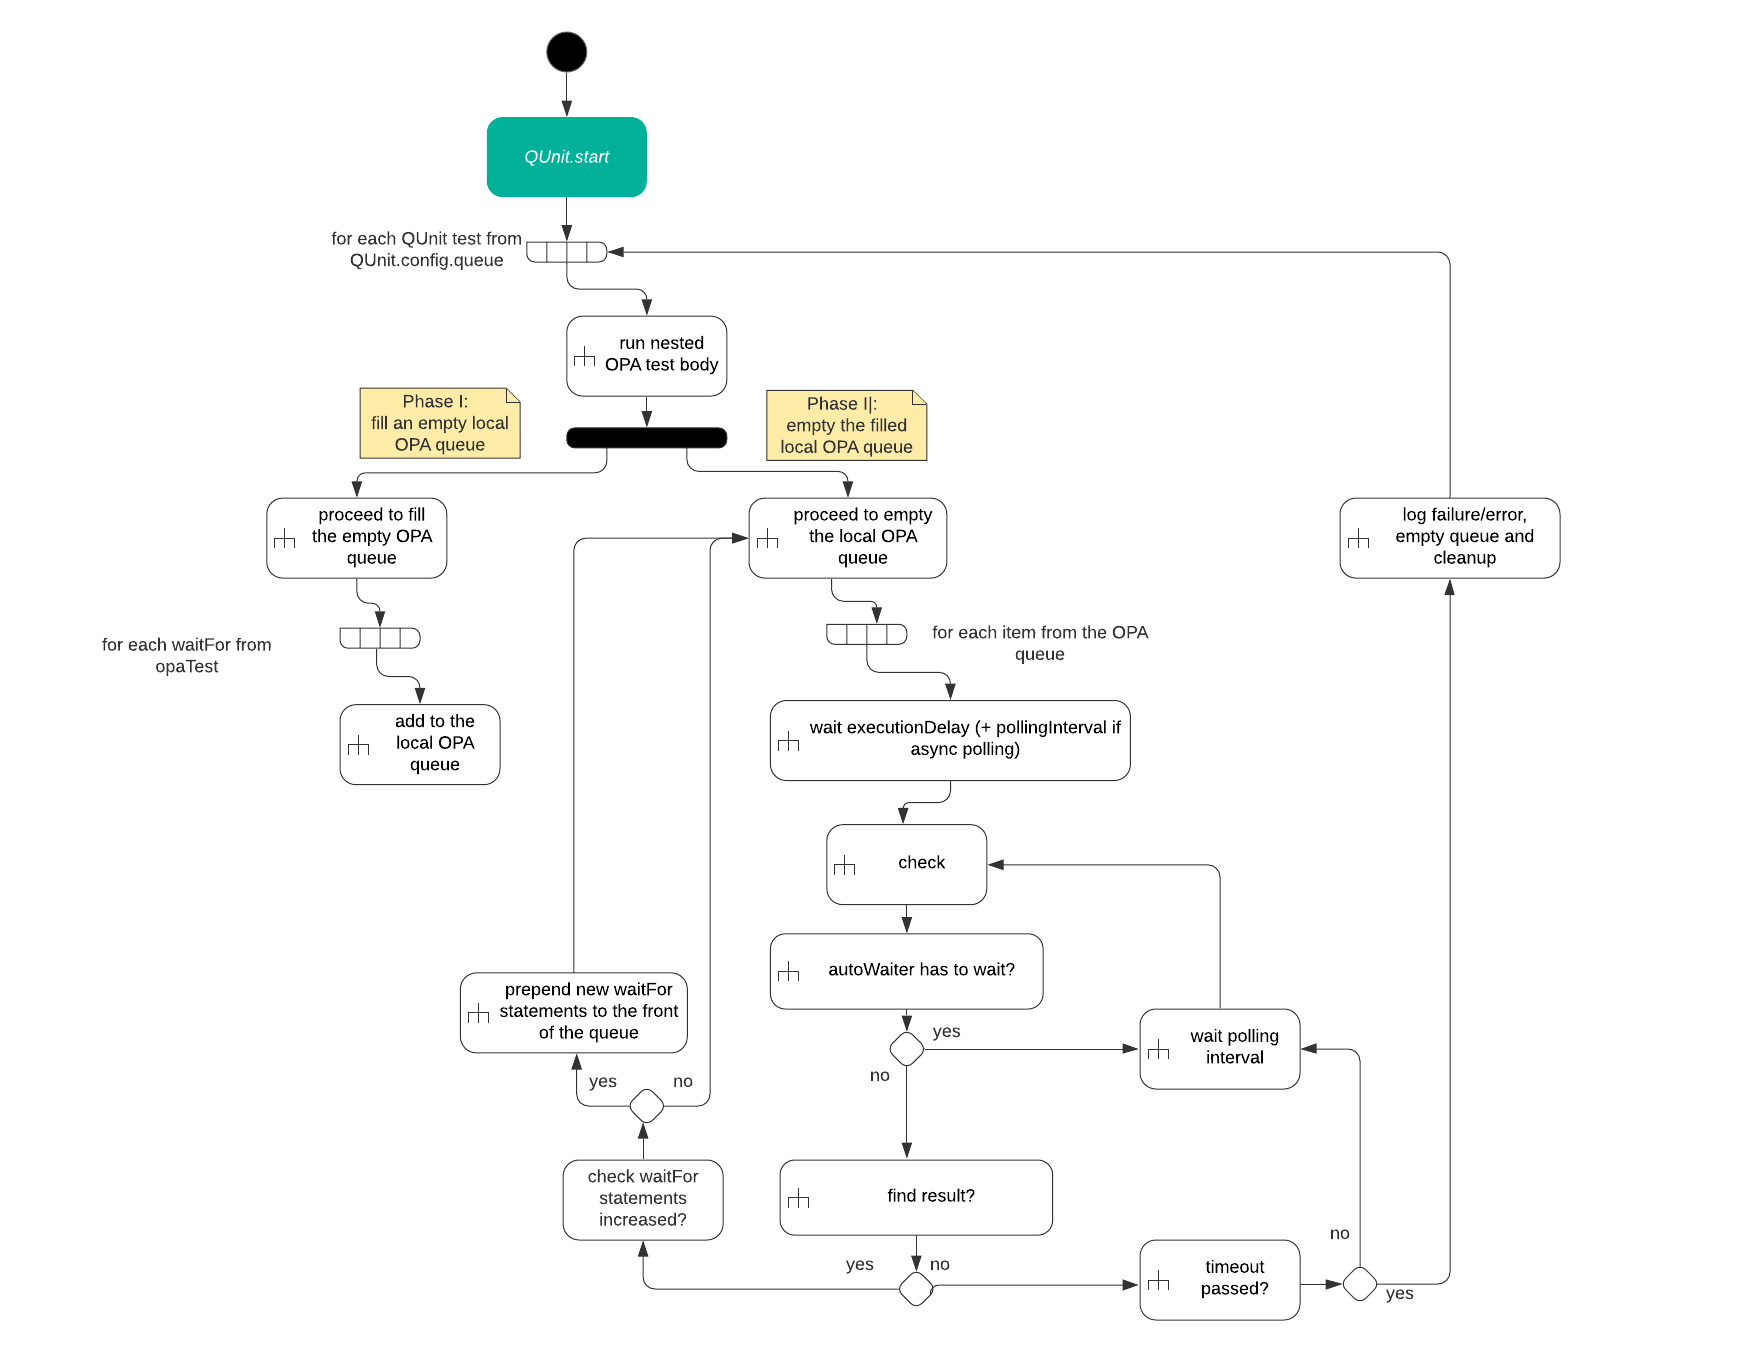 QUnit.start
for each QUnit test from
QUnit.config.queue
run nested
OPA test body
Phase I:
fill an empty local
OPA queue
Phase I|:
empty the filled
local OPA queue
proceed to fill
the empty OPA
queue
proceed to empty
the local OPA
queue
log failure/error,
empty queue and
cleanup
for each waitFor from
opaTest
for each item from the OPA
queue
add to the
local OPA
queue
wait executionDelay (+ pollingInterval if
async polling)
check
autoWaiter has to wait?
prepend new waitFor
statements to the front
of the queue
yes
wait polling
interval
no
yes
no
check waitFor
statements
increased?
find result?
no
yes
no
timeout
passed?
yes